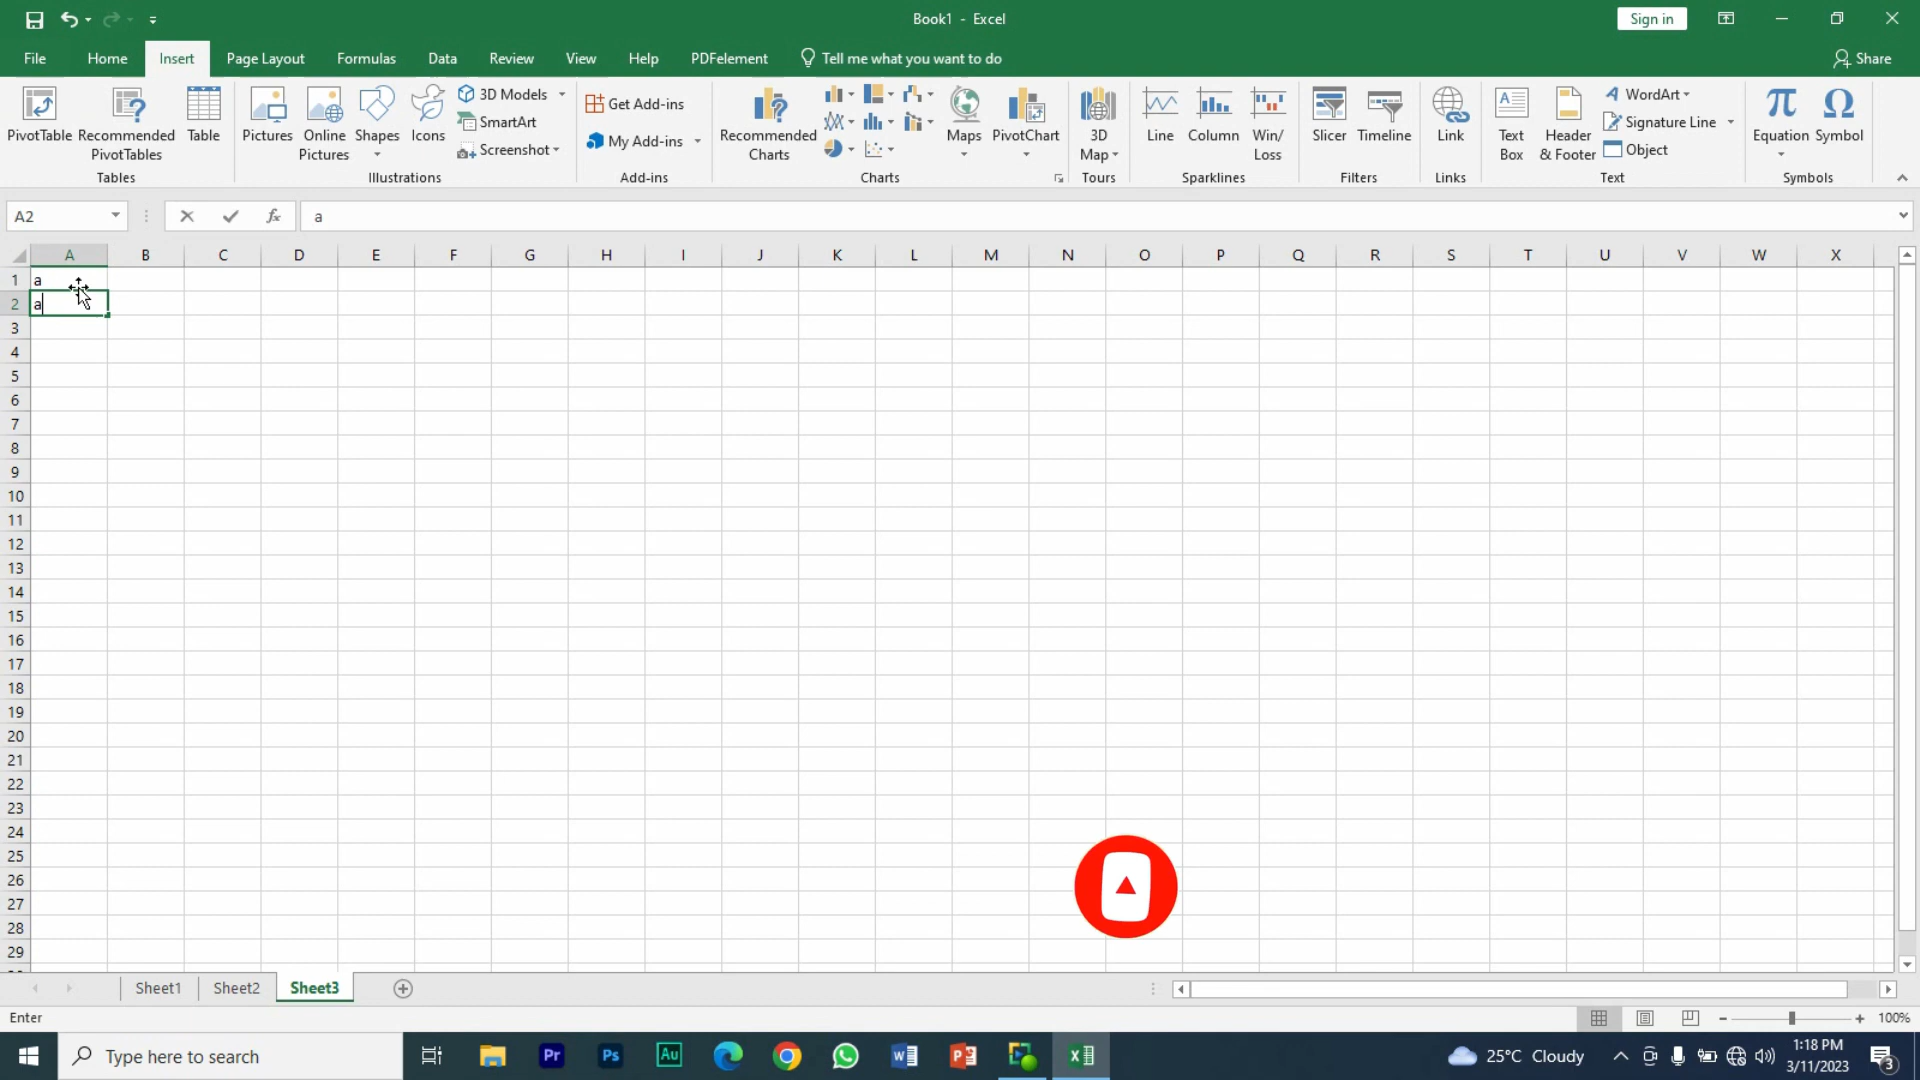 Book1 - Excel
Sign in
File Home Insert Page Layout Formulas Data Review View Help PDFelement Tell me what you want to do Share
PivotTable
Recommended
PivotTables
Table
Tables
Pictures
Online
Pictures
Shapes
Icons
3D Models
SmartArt
Screenshot
Illustrations
Get Add-ins
My Add-ins
Add-ins
Recommended
Charts
Maps
PivotChart
Charts
3D
Map
Tours
Line
Column
Win/
Loss
Sparklines
Slicer
Timeline
Filters
Link
Links
Text
Box
Header
& Footer
WordArt
Signature Line
Object
Text
Equation
Symbol
Symbols
A2 fx a
A B C D E F G H I J K L M N O P Q R S T U V W X
1 a
2 a
3
4
5
6
7
8
9
10
11
12
13
14
15
16
17
18
19
20
21
22
23
24
25
26
27
28
29
Sheet1 Sheet2 Sheet3
Enter
100%
Type here to search
Pr
Ps
Au
25°C Cloudy
1:18 PM
3/11/2023
3